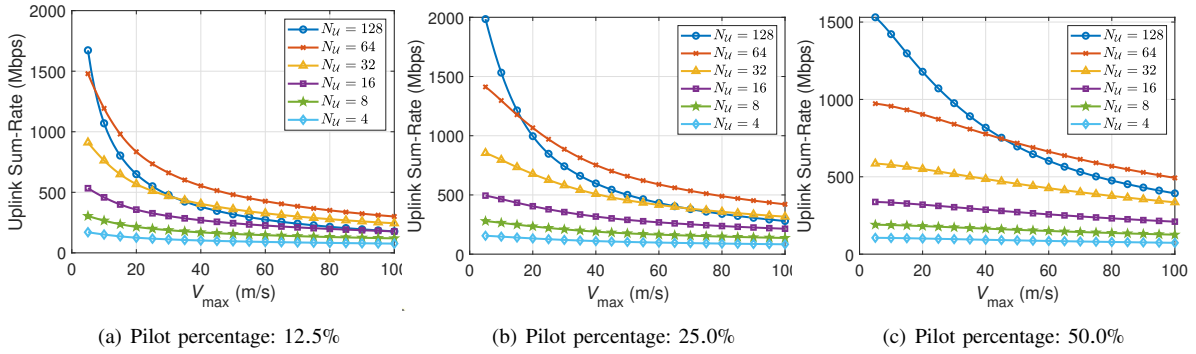 2000
1500
1000
500
0
0
20
40
60
80
100
Uplink Sum-Rate (Mbps)
V_max (m/s)
N_𝒰 = 128
N_𝒰 = 64
N_𝒰 = 32
N_𝒰 = 16
N_𝒰 = 8
N_𝒰 = 4
(a) Pilot percentage: 12.5%
2000
1500
1000
500
0
0
20
40
60
80
100
Uplink Sum-Rate (Mbps)
V_max (m/s)
N_𝒰 = 128
N_𝒰 = 64
N_𝒰 = 32
N_𝒰 = 16
N_𝒰 = 8
N_𝒰 = 4
(b) Pilot percentage: 25.0%
1500
1000
500
0
0
20
40
60
80
100
Uplink Sum-Rate (Mbps)
V_max (m/s)
N_𝒰 = 128
N_𝒰 = 64
N_𝒰 = 32
N_𝒰 = 16
N_𝒰 = 8
N_𝒰 = 4
(c) Pilot percentage: 50.0%